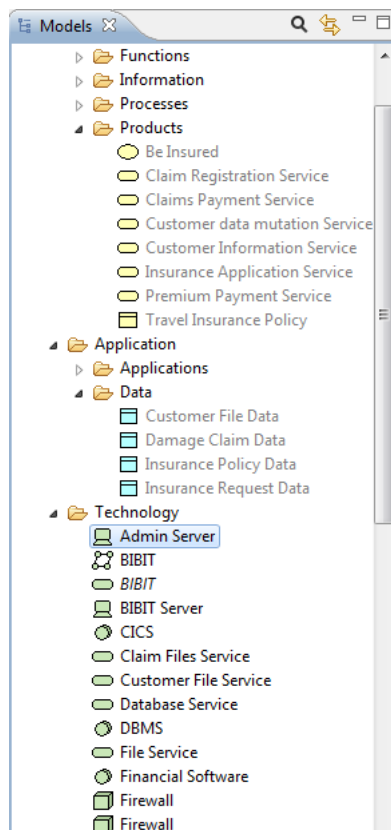 Models
Functions
Information
Processes
Products
Be Insured
Claim Registration Service
Claims Payment Service
Customer data mutation Service
Customer Information Service
Insurance Application Service
Premium Payment Service
Travel Insurance Policy
Application
Applications
Data
Customer File Data
Damage Claim Data
Insurance Policy Data
Insurance Request Data
Technology
Admin Server
BIBIT
BIBIT
BIBIT Server
CICS
Claim Files Service
Customer File Service
Database Service
DBMS
File Service
Financial Software
Firewall
Firewall